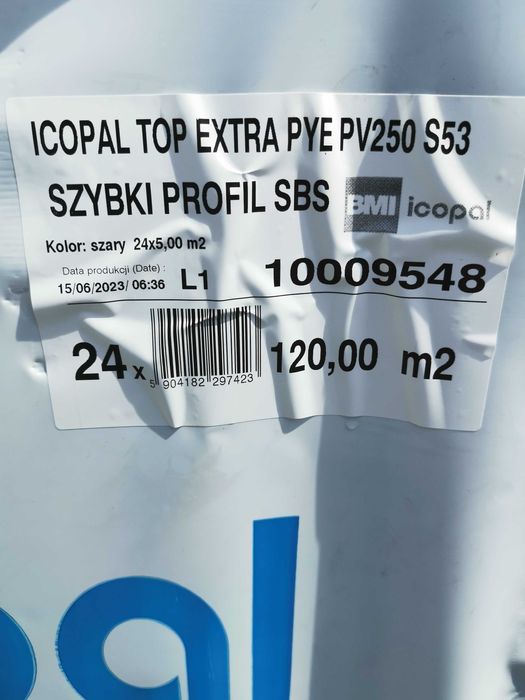 ICOPAL TOP EXTRA PYE PV250 S53
SZYBKI PROFIL SBS BMI icopal
Kolor: szary 24x5,00 m2
Data produkcji (Date) :
15/06/2023/ 06:36 L1 10009548
24 x 120,00 m2
5 904182 297423